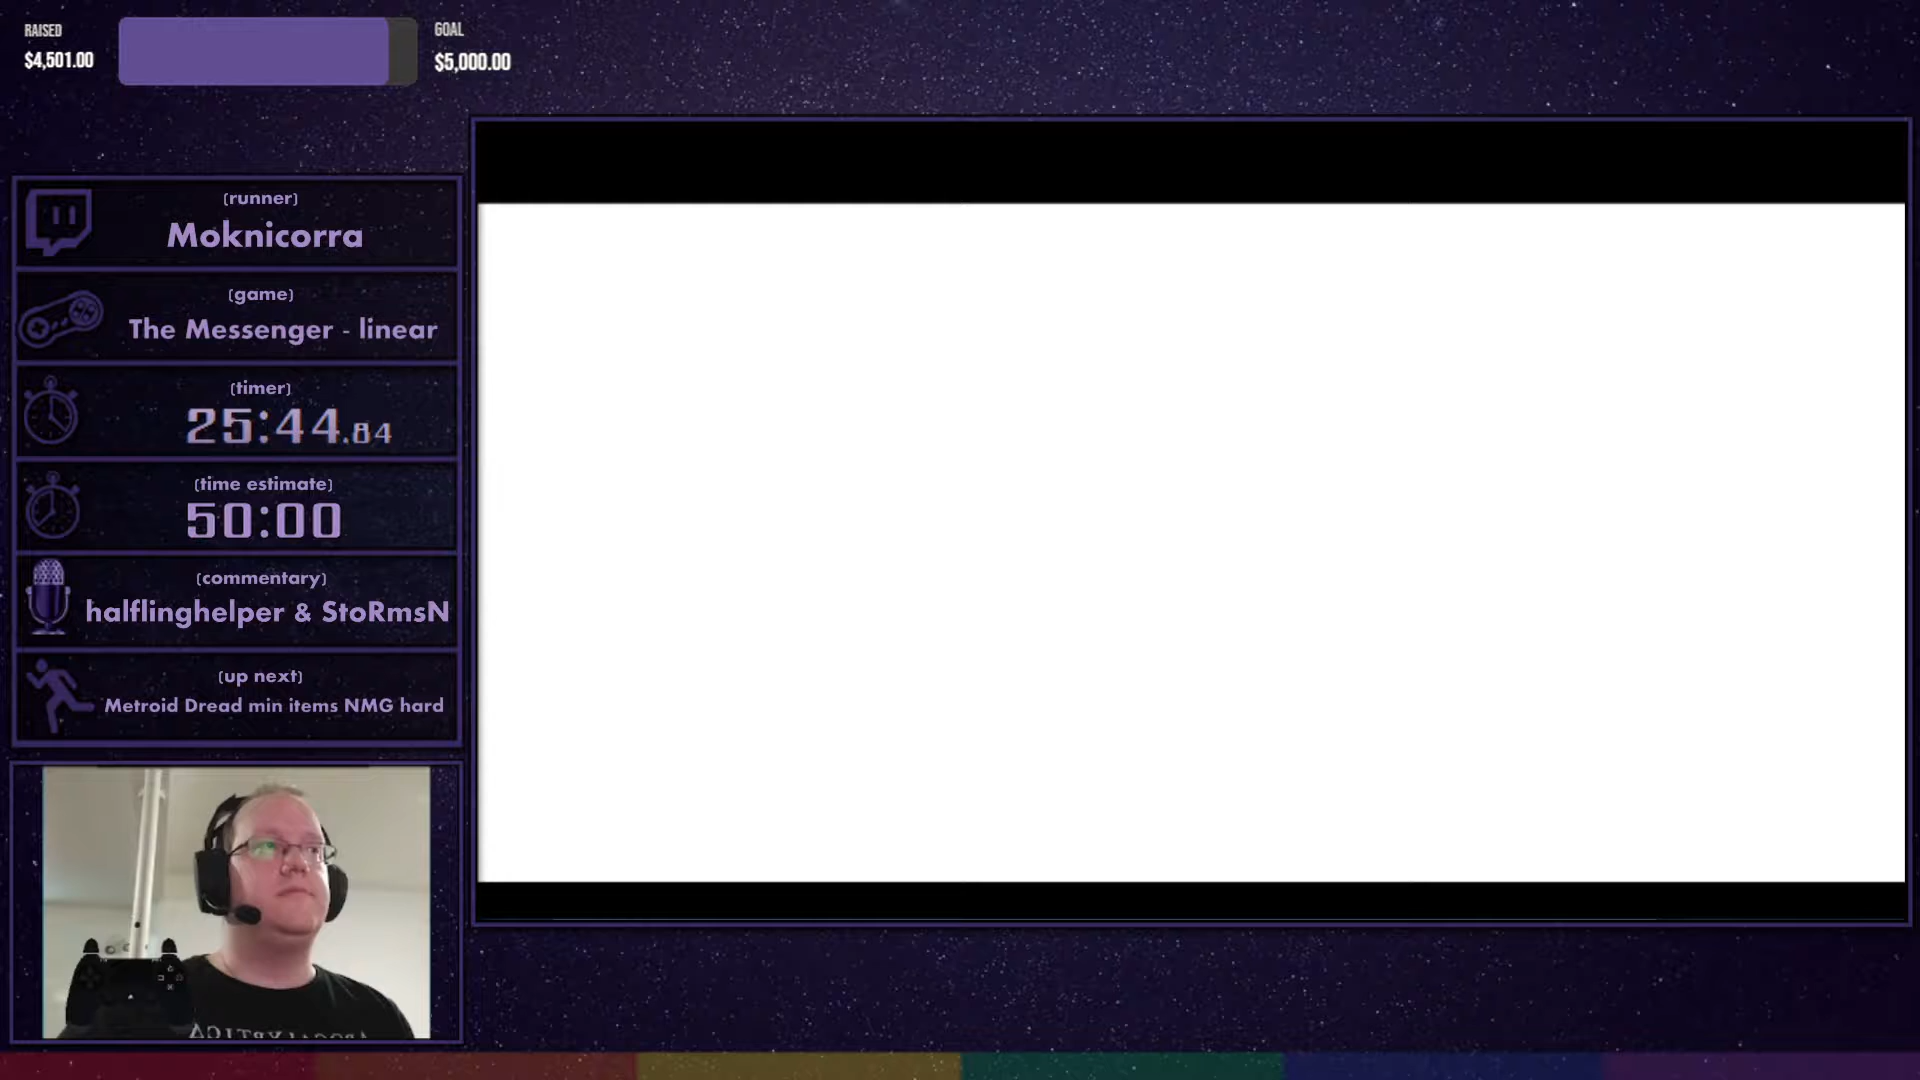 RAISED
$4,501.00
GOAL
$5,000.00
(runner)
Moknicorra
(game)
The Messenger - linear
(timer)
25:44.84
(time estimate)
50:00
(commentary)
halflinghelper & StoRmsN
(up next)
Metroid Dread min items NMG hard